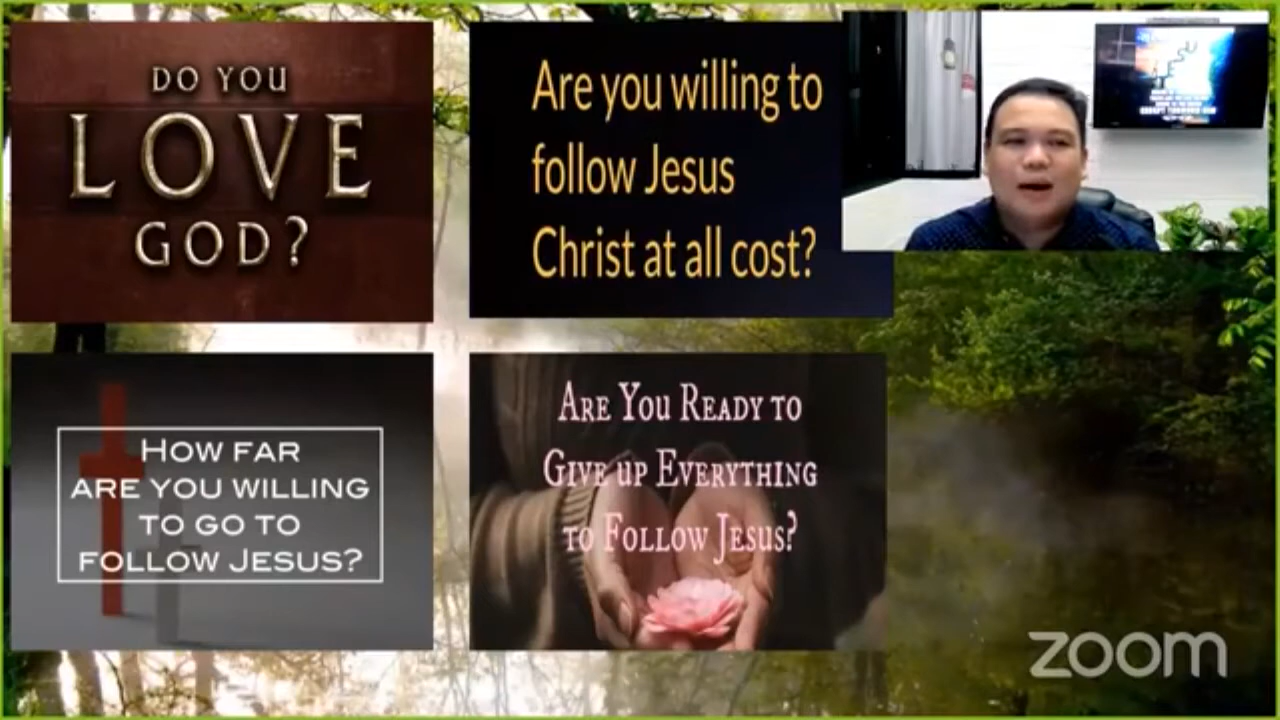 DO YOU
LOVE
GOD?
Are you willing to
follow Jesus
Christ at all cost?
HOW FAR
ARE YOU WILLING
TO GO TO
FOLLOW JESUS?
ARE YOU READY TO
GIVE UP EVERYTHING
TO FOLLOW JESUS?
zoom